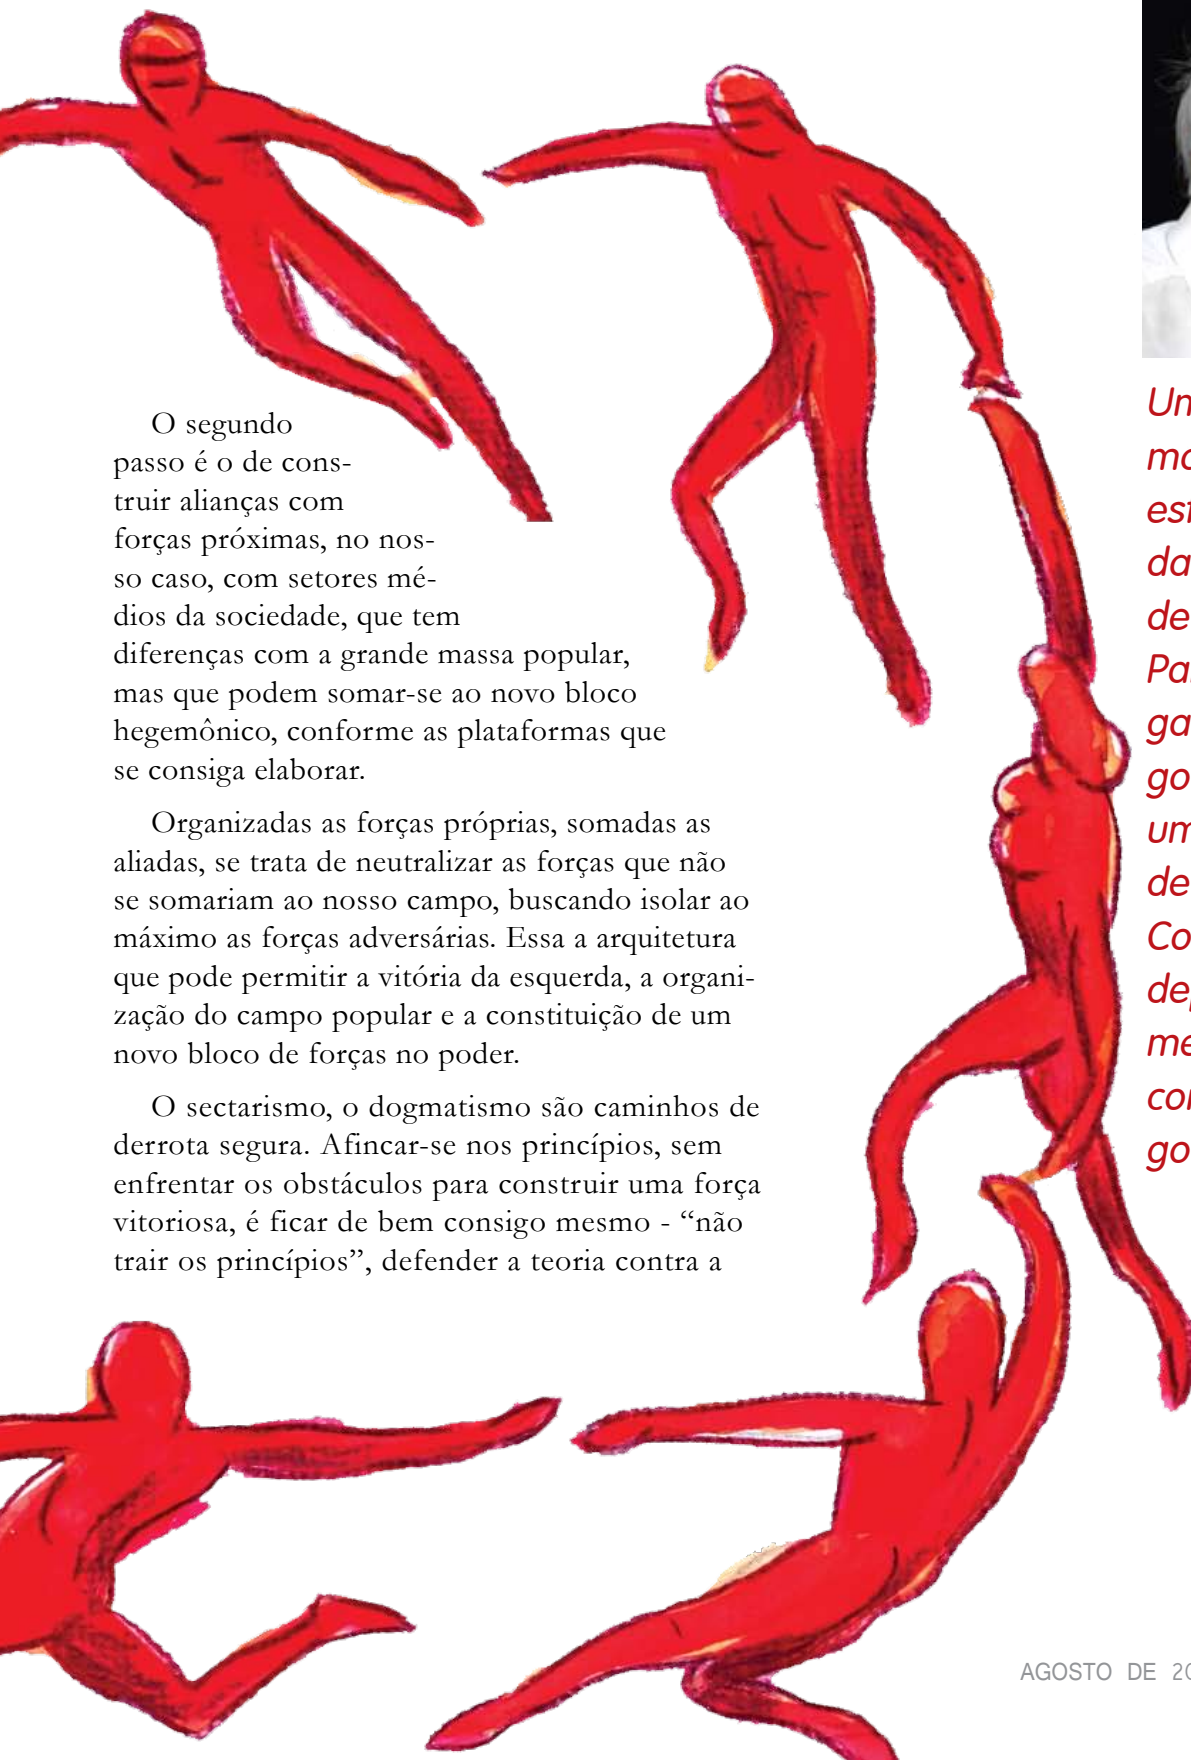 O segundo
passo é o de cons-
truir alianças com
forças próximas, no nos-
so caso, com setores mé-
dios da sociedade, que tem
diferenças com a grande massa popular,
mas que podem somar-se ao novo bloco
hegemônico, conforme as plataformas que
se consiga elaborar.
Organizadas as forças próprias, somadas as
aliadas, se trata de neutralizar as forças que não
se somariam ao nosso campo, buscando isolar ao
máximo as forças adversárias. Essa a arquitetura
que pode permitir a vitória da esquerda, a organi-
zação do campo popular e a constituição de um
novo bloco de forças no poder.
O sectarismo, o dogmatismo são caminhos de
derrota segura. Afincar-se nos princípios, sem
enfrentar os obstáculos para construir uma força
vitoriosa, é ficar de bem consigo mesmo - “não
trair os princípios”, defender a teoria contra a
da
de
AGOSTO DE